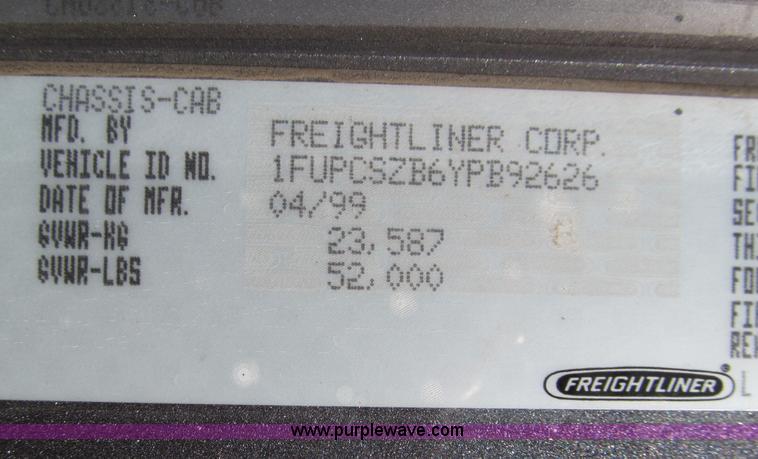 CHASSIS-CAB
MFD. BY FREIGHTLINER CORP.
VEHICLE ID NO. 1FUPCSZB6YPB92626
DATE OF MFR. 04/99
GVWR-KG 23,587
GVWR-LBS 52,000
FREIGHTLINER
www.purplewave.com